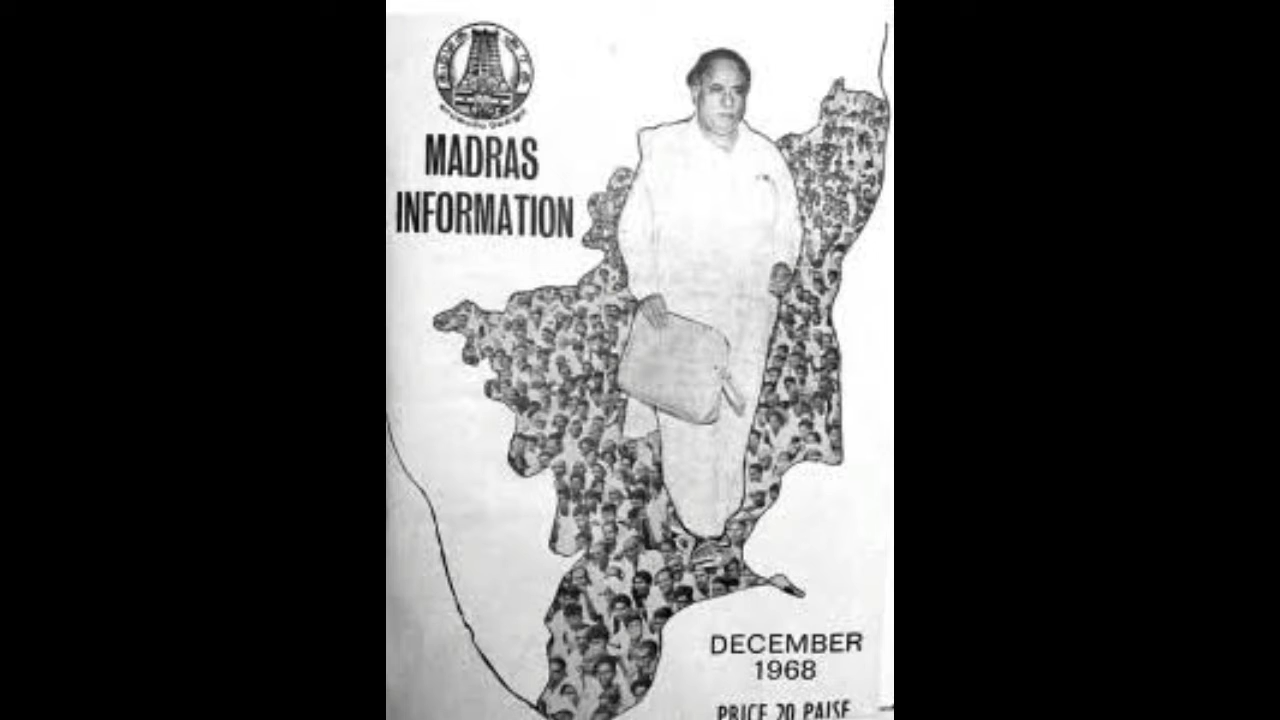 MADRAS
INFORMATION
DECEMBER
1968
PRICE 20 PAISE